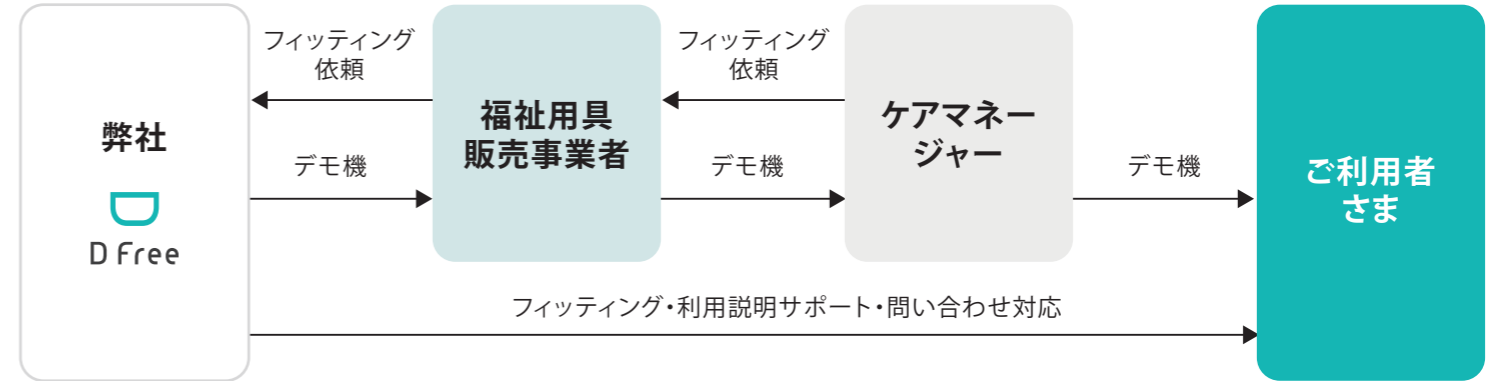 弊社
D Free
フィッティング
依頼
デモ機
福祉用具
販売事業者
フィッティング
依頼
デモ機
ケアマネー
ジャー
デモ機
ご利用者
さま
フィッティング・利用説明サポート・問い合わせ対応